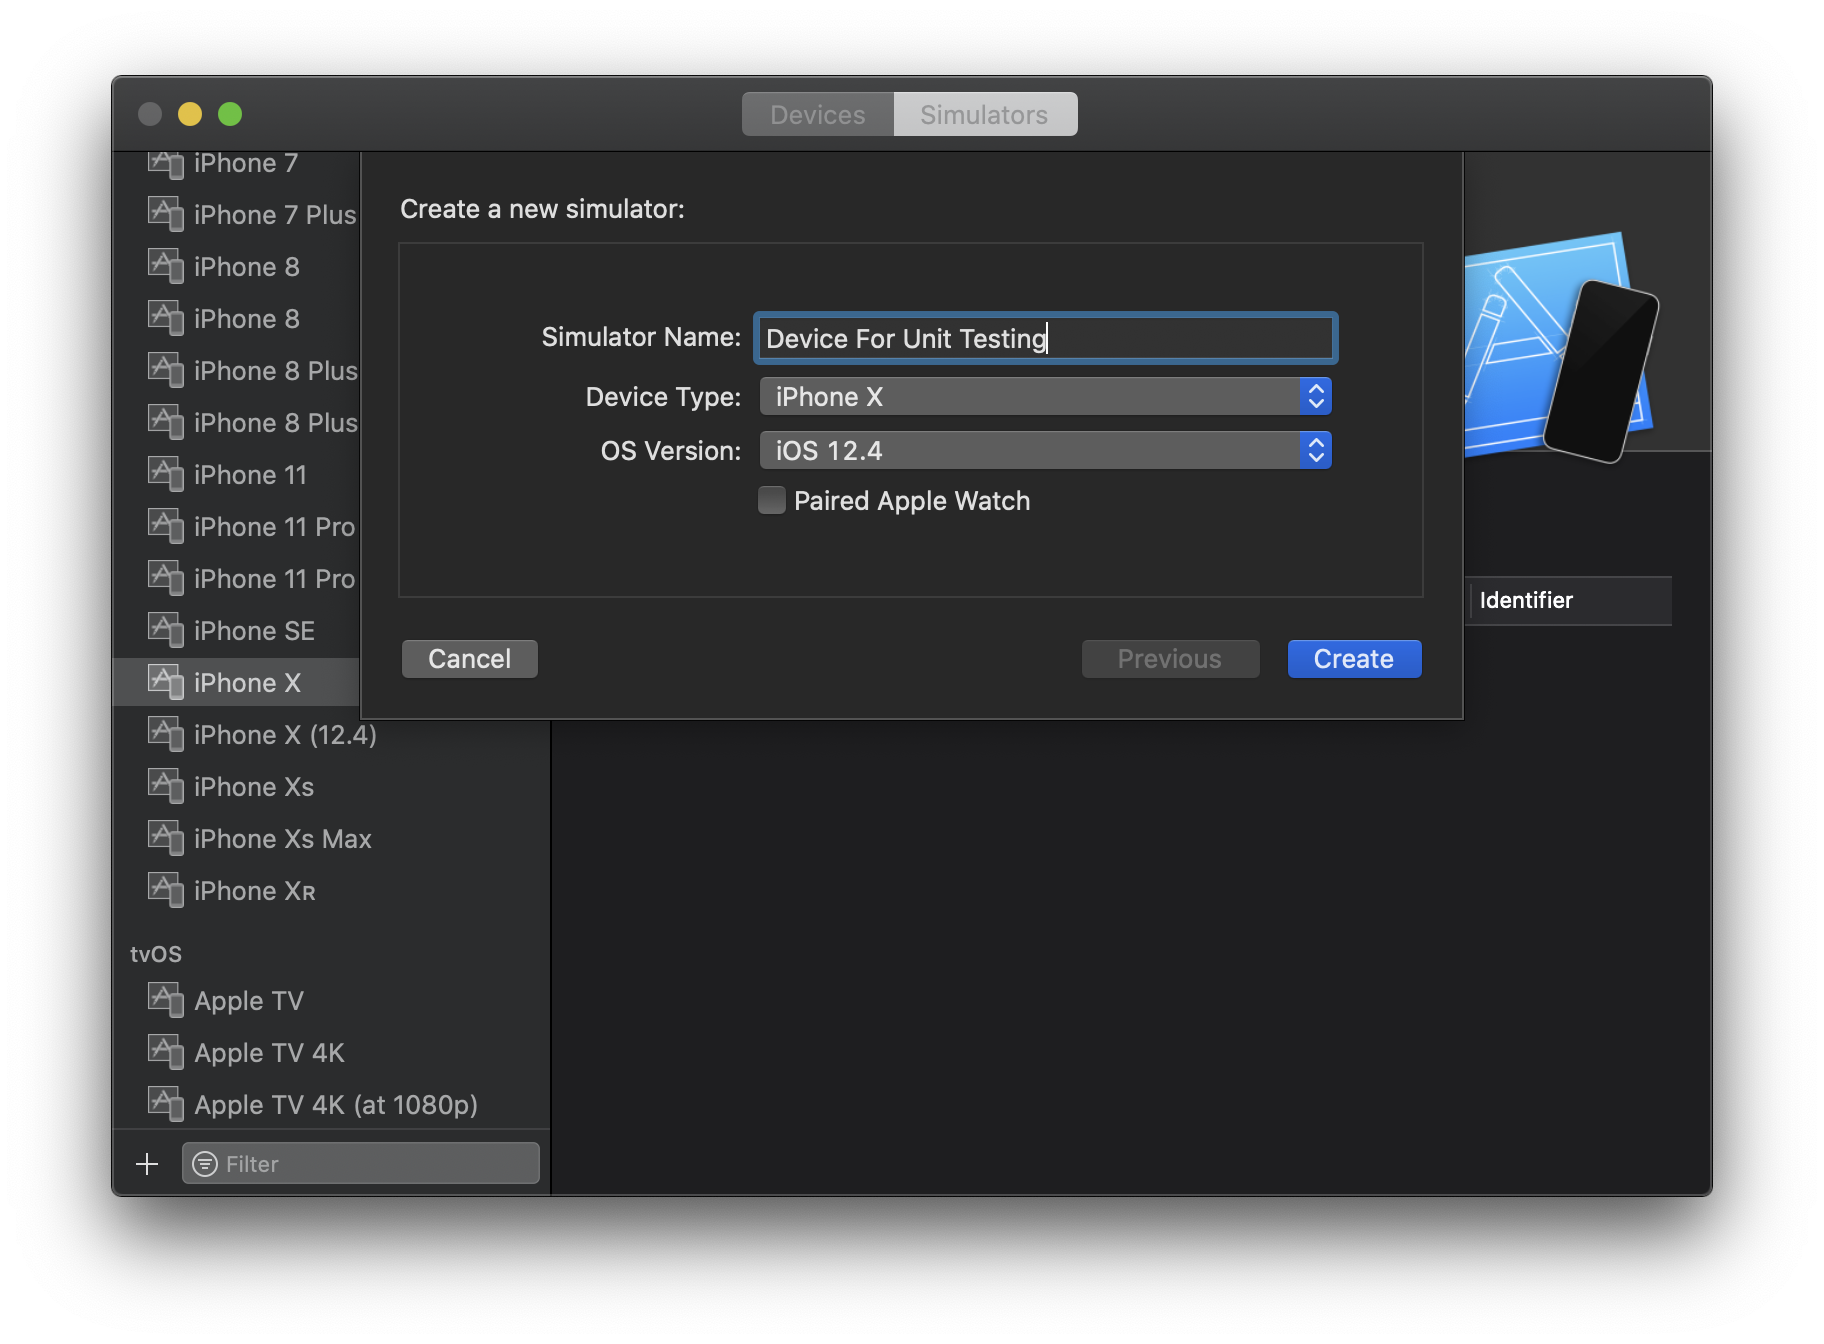 Devices
Simulators
iPhone 7
iPhone 7 Plus
iPhone 8
iPhone 8
iPhone 8 Plus
iPhone 8 Plus
iPhone 11
iPhone 11 Pro
iPhone 11 Pro
iPhone SE
iPhone X
iPhone X (12.4)
iPhone Xs
iPhone Xs Max
iPhone XR
tvOS
Apple TV
Apple TV 4K
Apple TV 4K (at 1080p)
Filter
Create a new simulator:
Simulator Name: Device For Unit Testing
Device Type: iPhone X
OS Version: iOS 12.4
Paired Apple Watch
Cancel
Previous
Create
Identifier